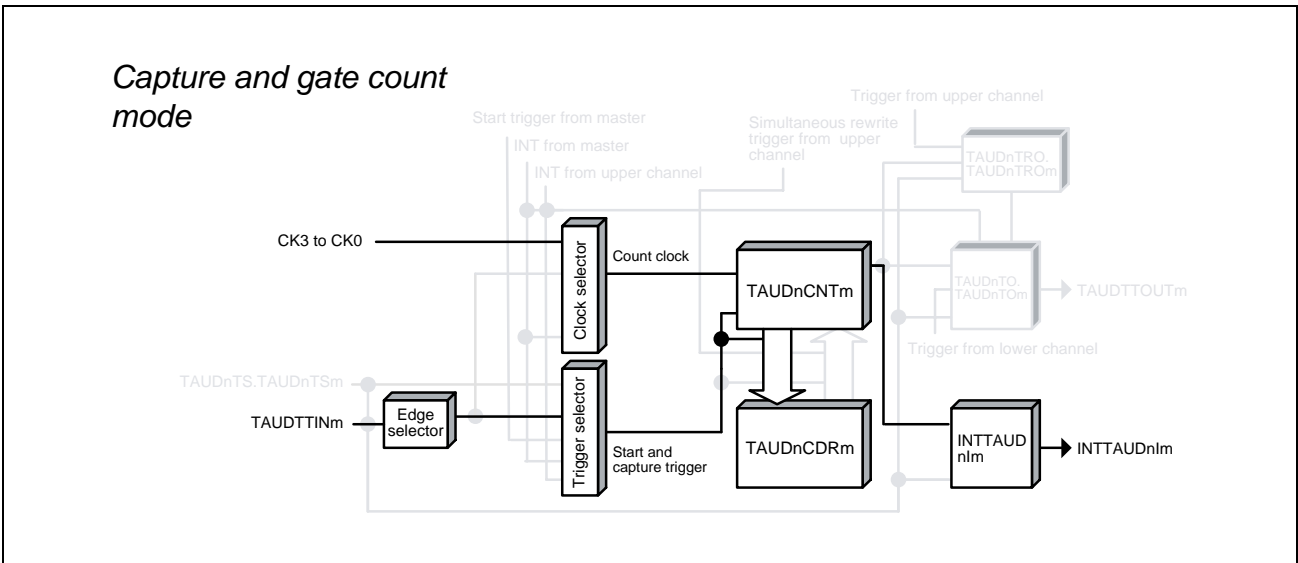 Capture and gate count
mode
Trigger from upper channel
Start trigger from master
Simultaneous rewrite
trigger from upper
channel
INT from master
INT from upper channel
TAUDnTRO.
TAUDnTROm
CK3 to CK0
Clock selector
Count clock
TAUDnCNTm
TAUDnTO.
TAUDnTOm
TAUDTTOUTm
Trigger from lower channel
TAUDnTS.TAUDnTSm
TAUDTTINm
Edge
selector
Trigger selector
Start and
capture trigger
TAUDnCDRm
INTTAUD
nIm
INTTAUDnIm